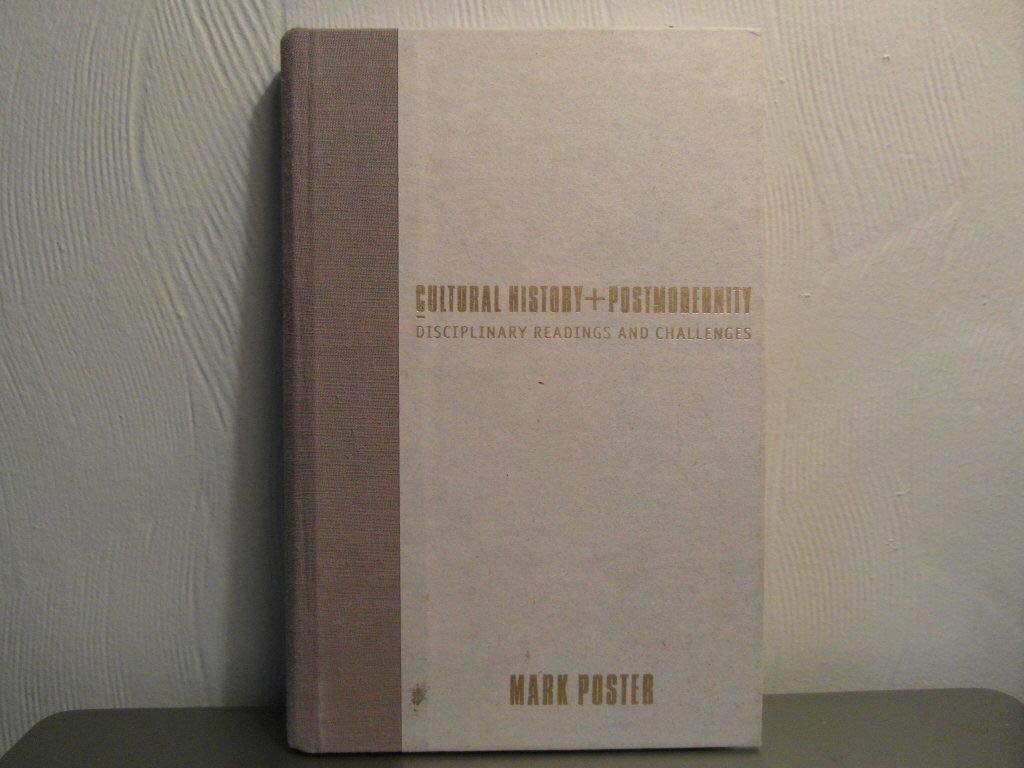 CULTURAL HISTORY+POSTMODERNITY
DISCIPLINARY READINGS AND CHALLENGES
MARK POSTER